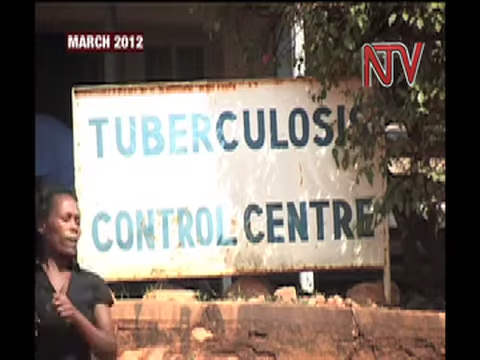 MARCH 2012
NTV
TUBERCULOSIS
CONTROL CENTRE